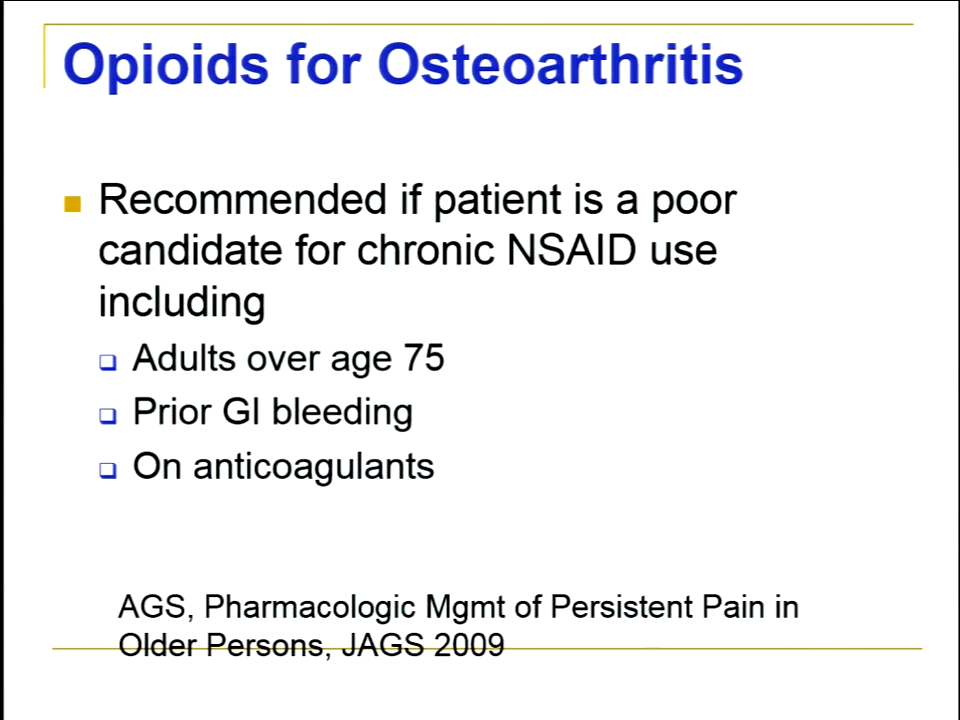 Opioids for Osteoarthritis
Recommended if patient is a poor
candidate for chronic NSAID use
including
Adults over age 75
Prior GI bleeding
On anticoagulants
AGS, Pharmacologic Mgmt of Persistent Pain in
Older Persons, JAGS 2009